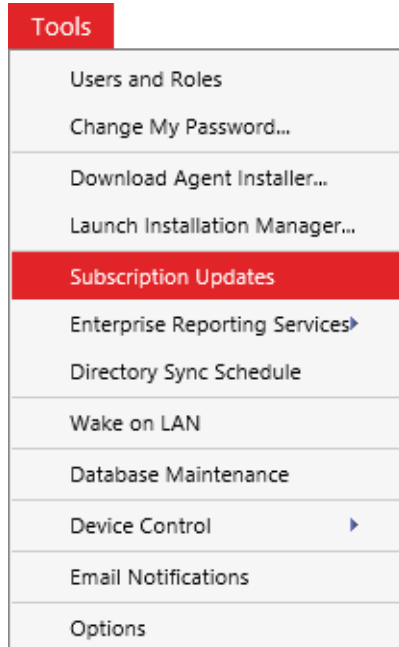 Tools
Users and Roles
Change My Password...
Download Agent Installer...
Launch Installation Manager...
Subscription Updates
Enterprise Reporting Services
Directory Sync Schedule
Wake on LAN
Database Maintenance
Device Control
Email Notifications
Options